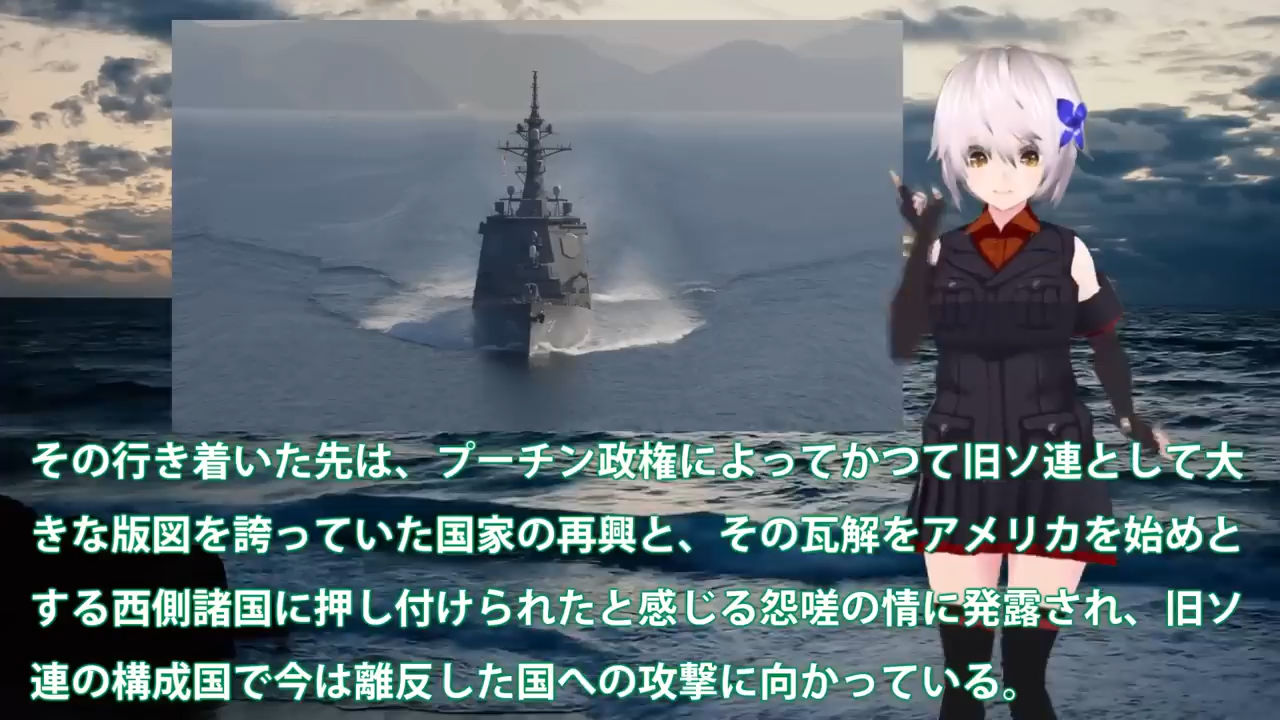 その行き着いた先は、プーチン政権によってかつて旧ソ連として大
きな版図を誇っていた国家の再興と、その瓦解をアメリカを始めと
する西側諸国に押し付けられたと感じる怨嗟の情に発露され、旧ソ
連の構成国で今は離反した国への攻撃に向かっている。